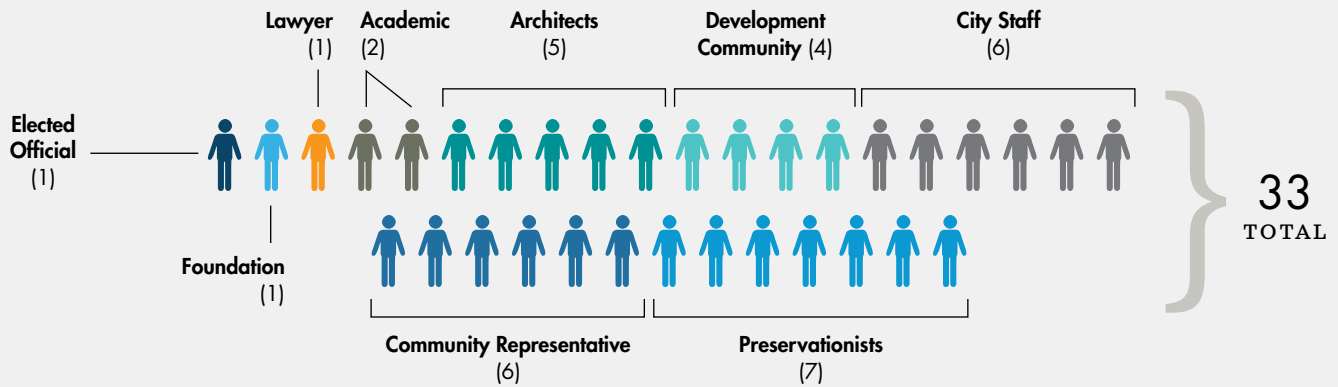 Lawyer
(1)
Academic
(2)
Architects
(5)
Development
Community (4)
City Staff
(6)
Elected
Official
(1)
33
TOTAL
Foundation
(1)
Community Representative
(6)
Preservationists
(7)